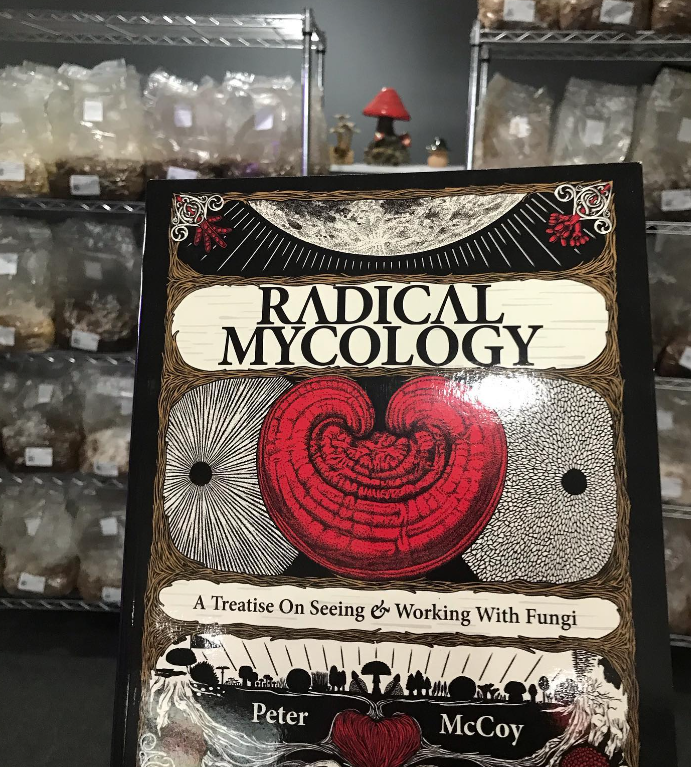 RADICAL
MYCOLOGY
A Treatise On Seeing & Working With Fungi
Peter McCoy